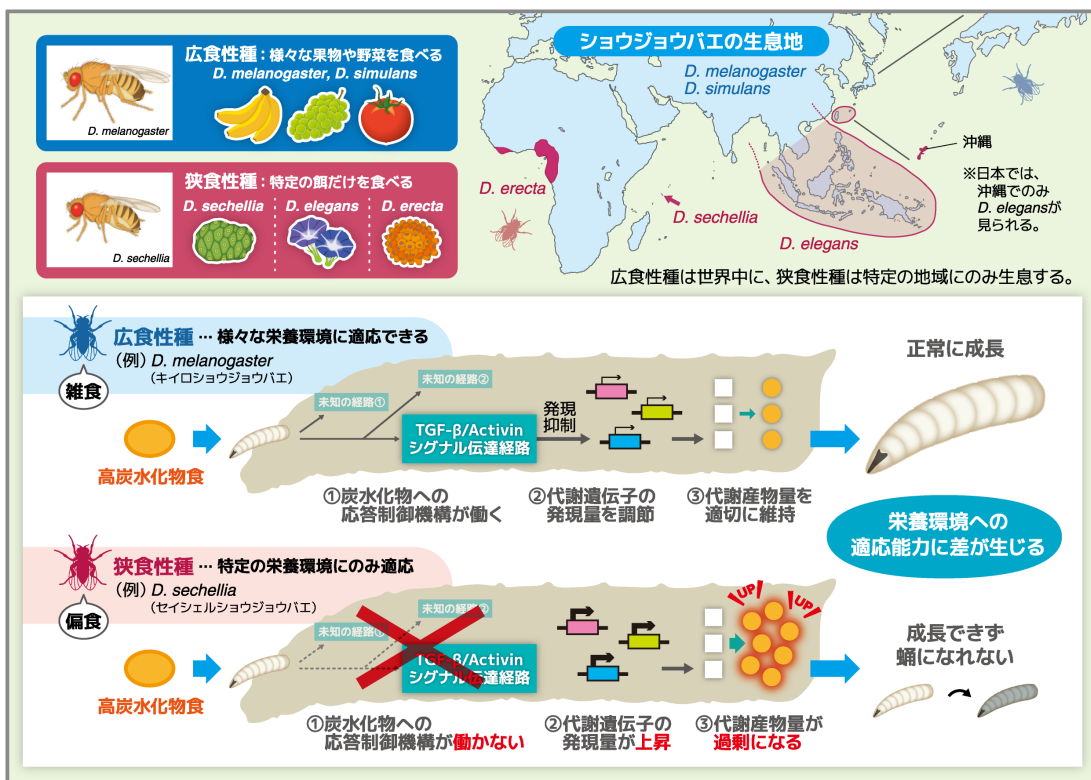 広食性種：様々な果物や野菜を食べる
D. melanogaster, D. simulans
D. melanogaster
狭食性種：特定の餌だけを食べる
D. sechellia
D. elegans
D. erecta
D. sechellia
ショウジョウバエの生息地
D. melanogaster
D. simulans
D. erecta
D. sechellia
D. elegans
沖縄
※日本では、
沖縄でのみ
D. elegansが
見られる。
広食性種は世界中に、狭食性種は特定の地域にのみ生息する。
広食性種 … 様々な栄養環境に適応できる
（例）D. melanogaster
（キイロショウジョウバエ）
雑食
高炭水化物食
未知の経路①
未知の経路②
TGF-β/Activin
シグナル伝達経路
発現
抑制
①炭水化物への
応答制御機構が働く
②代謝遺伝子の
発現量を調節
③代謝産物量を
適切に維持
正常に成長
栄養環境への
適応能力に差が生じる
狭食性種 … 特定の栄養環境にのみ適応
（例）D. sechellia
（セイシェルショウジョウバエ）
偏食
高炭水化物食
未知の経路①
未知の経路②
TGF-β/Activin
シグナル伝達経路
UP
UP
①炭水化物への
応答制御機構が働かない
②代謝遺伝子の
発現量が上昇
③代謝産物量が
過剰になる
成長できず
蛹になれない